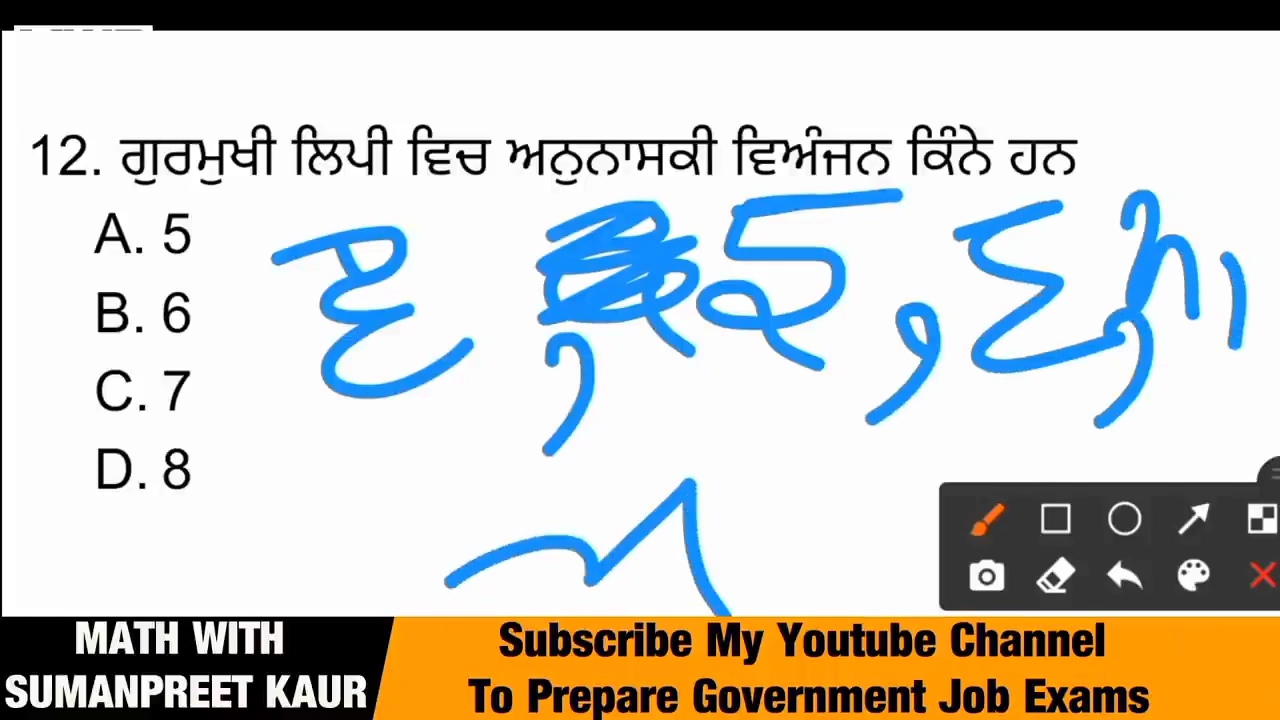 12. ਗੁਰਮੁਖੀ ਲਿਪੀ ਵਿਚ ਅਨੁਨਾਸਕੀ ਵਿਅੰਜਨ ਕਿੰਨੇ ਹਨ
A. 5
B. 6
C. 7
D. 8
MATH WITH
SUMANPREET KAUR
Subscribe My Youtube Channel
To Prepare Government Job Exams